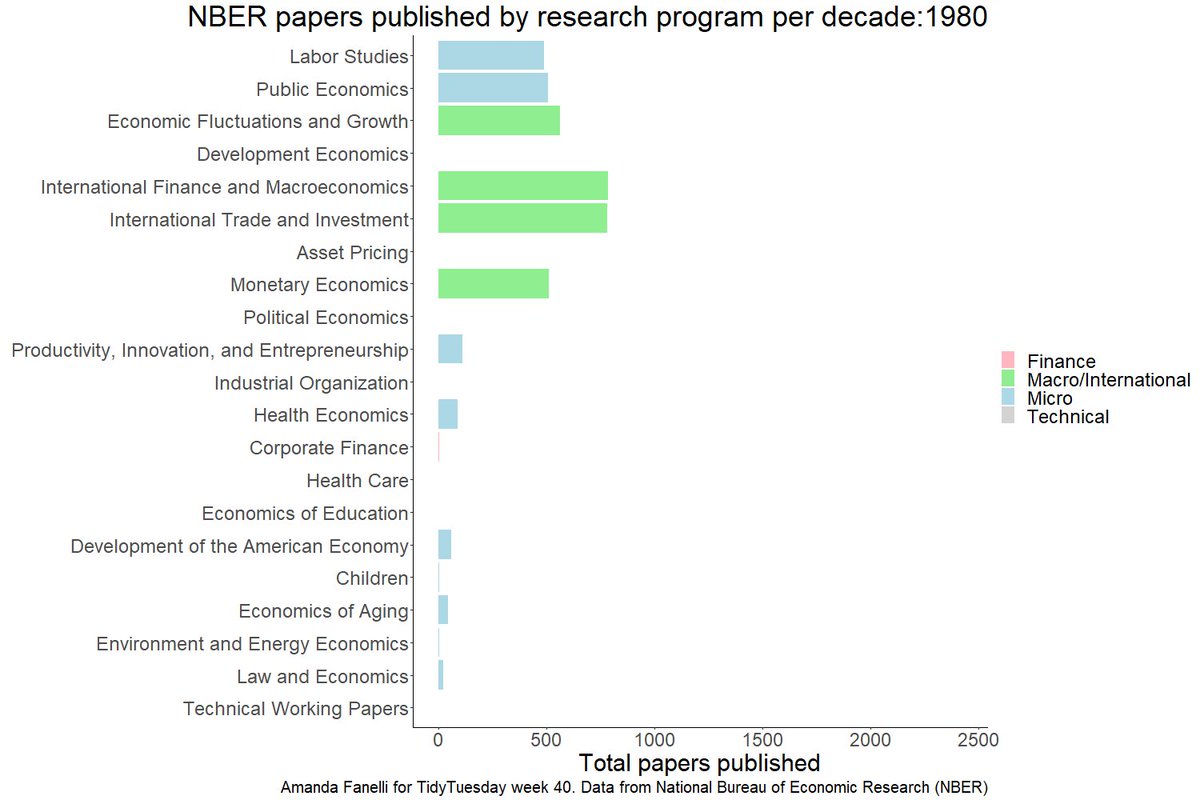 NBER papers published by research program per decade:1980
Labor Studies
Public Economics
Economic Fluctuations and Growth
Development Economics
International Finance and Macroeconomics
International Trade and Investment
Asset Pricing
Monetary Economics
Political Economics
Productivity, Innovation, and Entrepreneurship
Industrial Organization
Health Economics
Corporate Finance
Health Care
Economics of Education
Development of the American Economy
Children
Economics of Aging
Environment and Energy Economics
Law and Economics
Technical Working Papers
0 500 1000 1500 2000 2500
Total papers published
Amanda Fanelli for TidyTuesday week 40. Data from National Bureau of Economic Research (NBER)
Finance
Macro/International
Micro
Technical